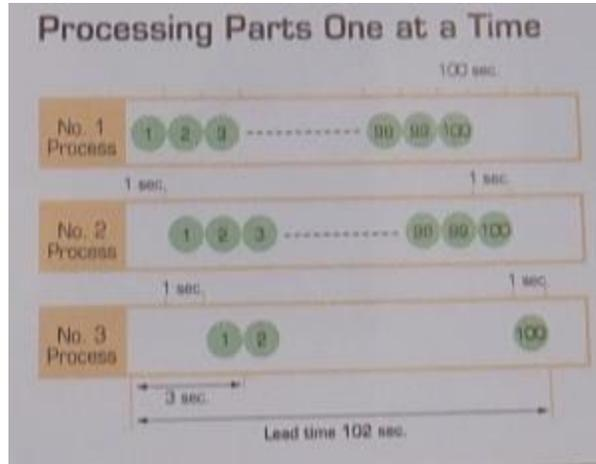 Processing Parts One at a Time
100 sec.
No. 1
Process
1 2 3 98 99 100
1 sec. 1 sec.
No. 2
Process
1 2 3 98 99 100
1 sec. 1 sec.
No. 3
Process
1 2 100
3 sec.
Lead time 102 sec.